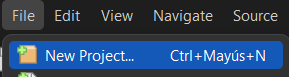 File Edit View Navigate Source
New Project... Ctrl+Mayús+N